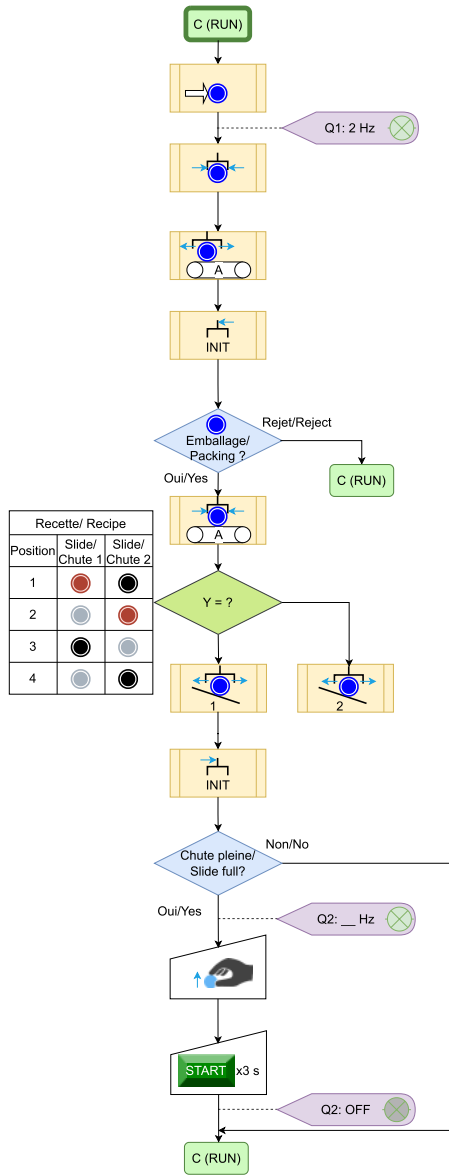 C (RUN)
Q1: 2 Hz
A
INIT
Emballage/
Packing ?
Rejet/Reject
Oui/Yes
C (RUN)
A
Recette/ Recipe
Position
Slide/
Chute 1
Slide/
Chute 2
1
2
3
4
Y = ?
1
2
INIT
Chute pleine/
Slide full?
Non/No
Oui/Yes
Q2: __ Hz
START x3 s
Q2: OFF
C (RUN)